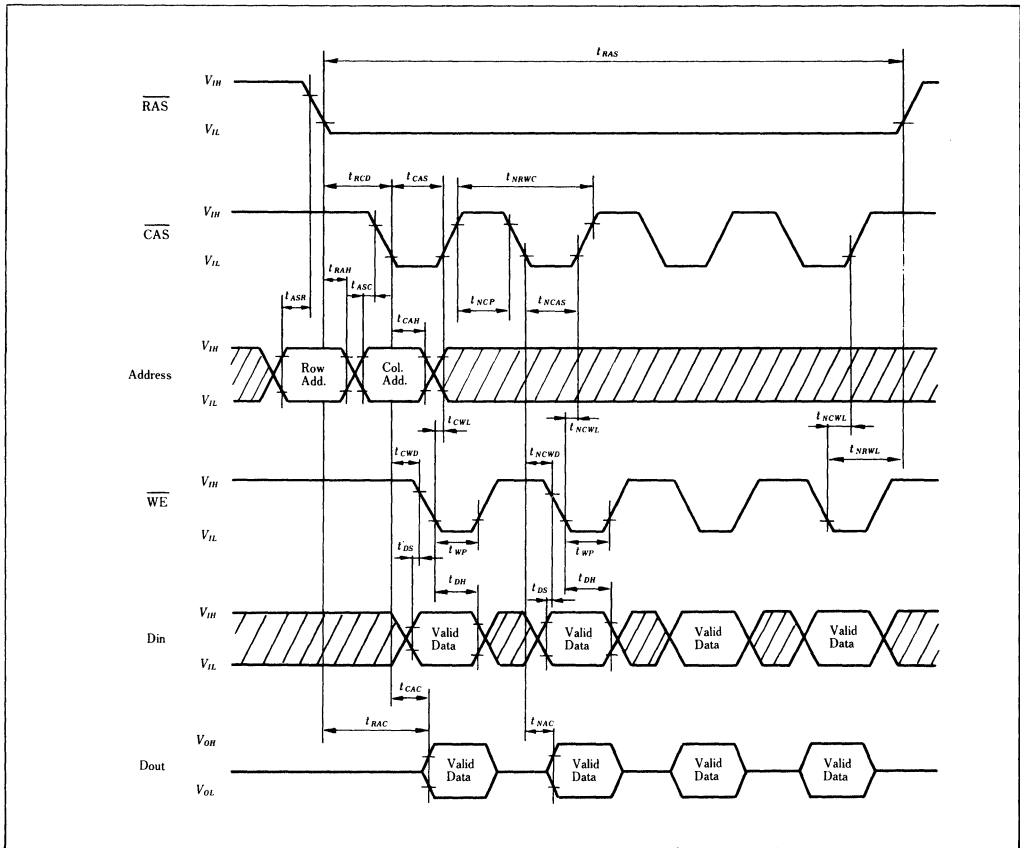 tRAS
VIH
RAS
VIL
tRCD
tCAS
tNRWC
VIH
CAS
VIL
tRAH
tASC
tASR
tNCP
tNCAS
tCAH
VIH
Address
Row
Add.
Col.
Add.
VIL
tCWL
tNCWL
tNCWL
tCWD
tNCWD
tNRWL
VIH
WE
VIL
tDS
tWP
tWP
tDH
tDS
tDH
VIH
Din
Valid
Data
Valid
Data
Valid
Data
Valid
Data
VIL
tCAC
tRAC
tNAC
VOH
Dout
Valid
Data
Valid
Data
Valid
Data
Valid
Data
VOL